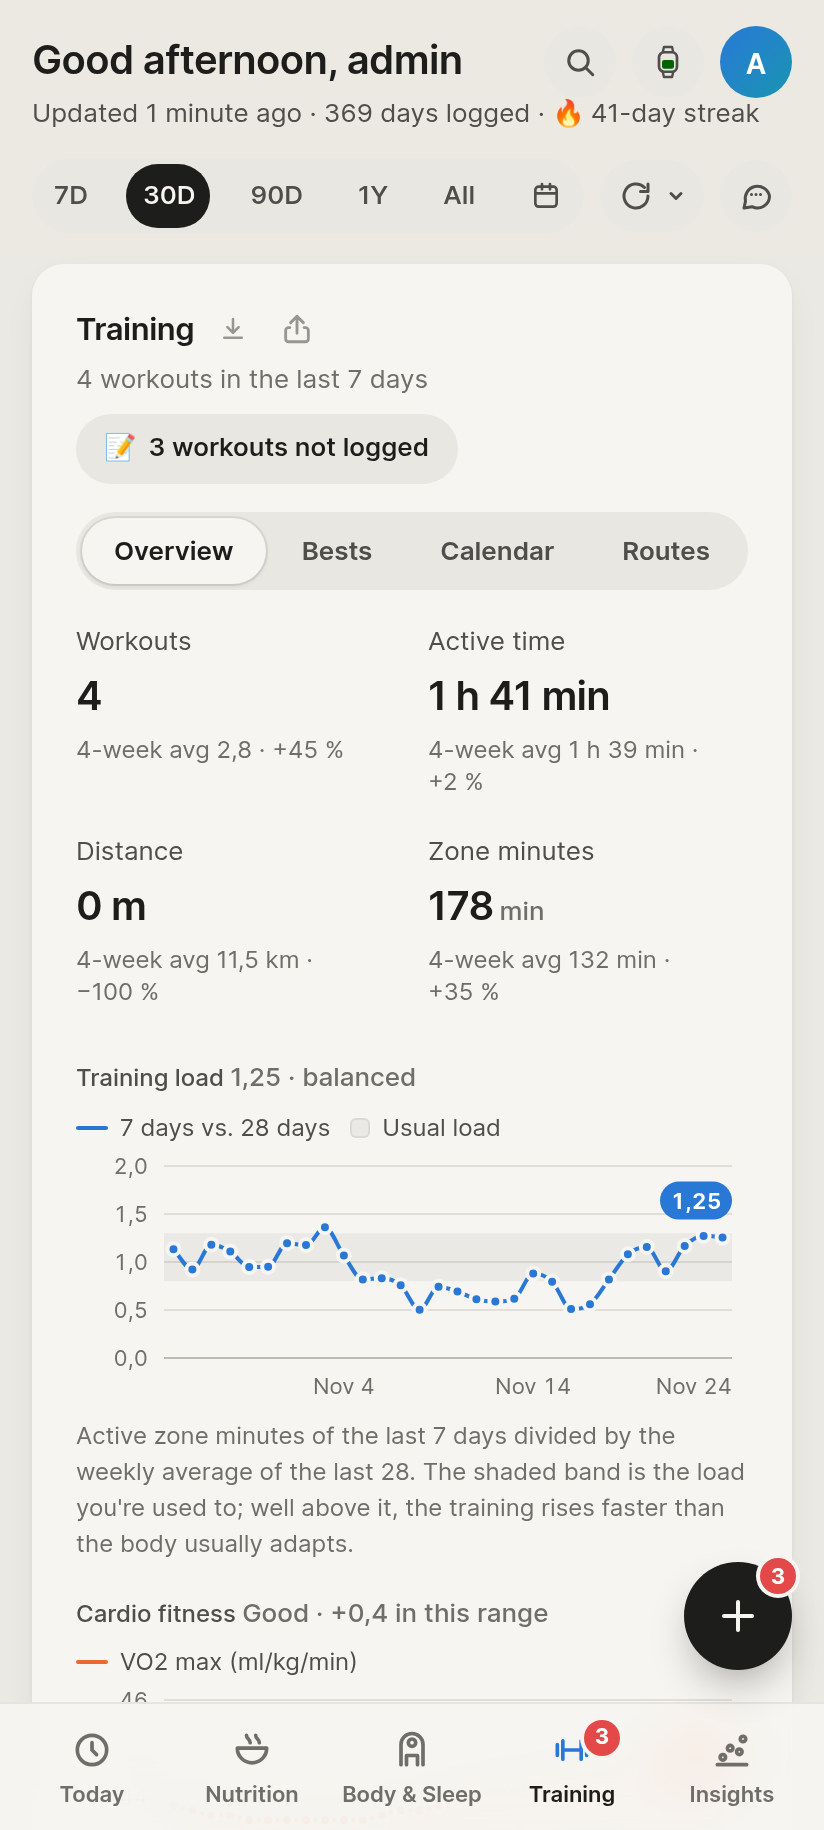 Good afternoon, admin
A
Updated 1 minute ago · 369 days logged · 🔥 41-day streak
7D 30D 90D 1Y All
Training
4 workouts in the last 7 days
📝 3 workouts not logged
Overview Bests Calendar Routes
Workouts
4
4-week avg 2,8 · +45 %
Active time
1 h 41 min
4-week avg 1 h 39 min ·
+2 %
Distance
0 m
4-week avg 11,5 km ·
−100 %
Zone minutes
178 min
4-week avg 132 min ·
+35 %
Training load 1,25 · balanced
7 days vs. 28 days Usual load
2,0
1,5
1,0
0,5
0,0
1,25
Nov 4 Nov 14 Nov 24
Active zone minutes of the last 7 days divided by the
weekly average of the last 28. The shaded band is the load
you're used to; well above it, the training rises faster than
the body usually adapts.
3
Cardio fitness Good · +0,4 in this range
VO2 max (ml/kg/min)
46
3
Today Nutrition Body & Sleep Training Insights